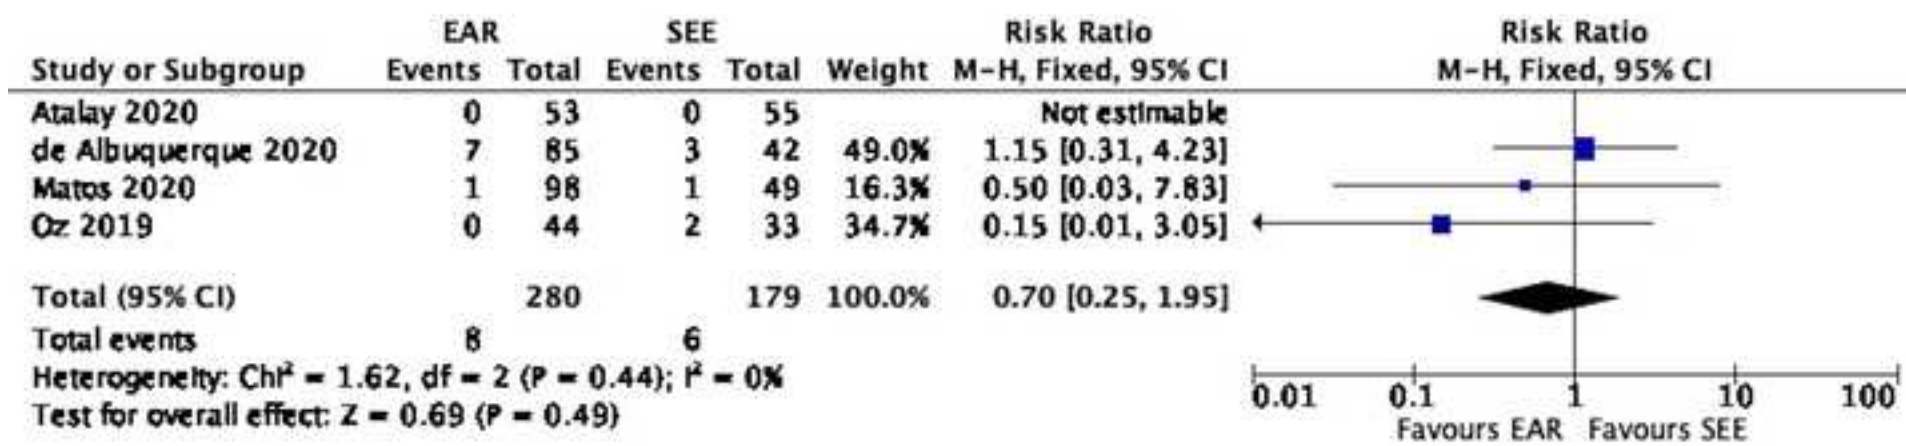 EAR SEE Risk Ratio Risk Ratio
Study or Subgroup Events Total Events Total Weight M-H, Fixed, 95% CI M-H, Fixed, 95% CI
Atalay 2020 0 53 0 55 Not estimable
de Albuquerque 2020 7 85 3 42 49.0% 1.15 [0.31, 4.23]
Matos 2020 1 98 1 49 16.3% 0.50 [0.03, 7.83]
Oz 2019 0 44 2 33 34.7% 0.15 [0.01, 3.05]
Total (95% CI) 280 179 100.0% 0.70 [0.25, 1.95]
Total events 8 6
Heterogeneity: Chi² = 1.62, df = 2 (P = 0.44); I² = 0%
Test for overall effect: Z = 0.69 (P = 0.49)
0.01 0.1 1 10 100
Favours EAR Favours SEE